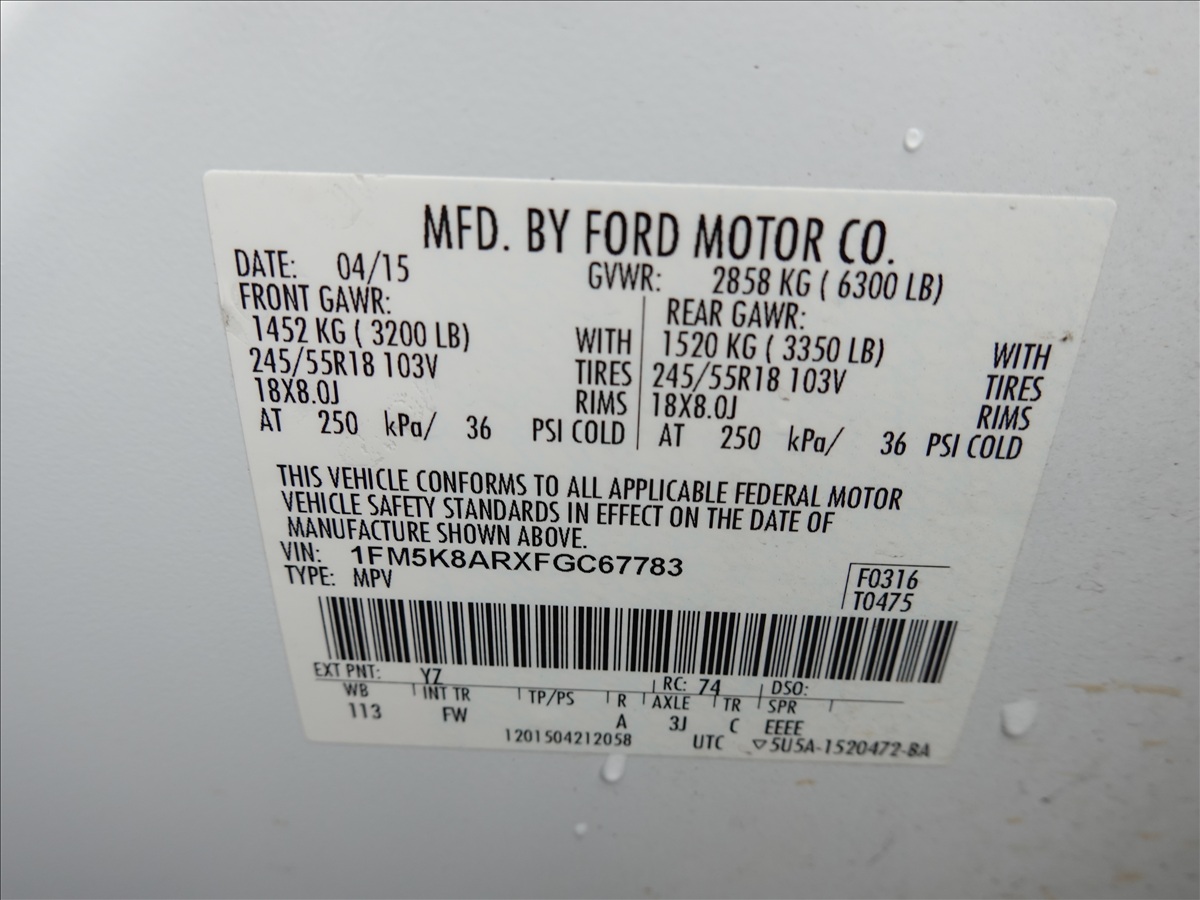 MFD. BY FORD MOTOR CO.
DATE: 04/15 GVWR: 2858 KG ( 6300 LB)
FRONT GAWR: REAR GAWR:
1452 KG ( 3200 LB) WITH 1520 KG ( 3350 LB) WITH
245/55R18 103V TIRES 245/55R18 103V TIRES
18X8.0J RIMS 18X8.0J RIMS
AT 250 kPa/ 36 PSI COLD AT 250 kPa/ 36 PSI COLD
THIS VEHICLE CONFORMS TO ALL APPLICABLE FEDERAL MOTOR
VEHICLE SAFETY STANDARDS IN EFFECT ON THE DATE OF
MANUFACTURE SHOWN ABOVE.
VIN: 1FM5K8ARXFGC67783
TYPE: MPV F0316
T0475
EXT PNT: YZ RC: 74 DSO:
WB INT TR TP/PS R AXLE TR SPR
113 FW A 3J C EEEE
1201504212058 UTC ▽5U5A-1520472-BA